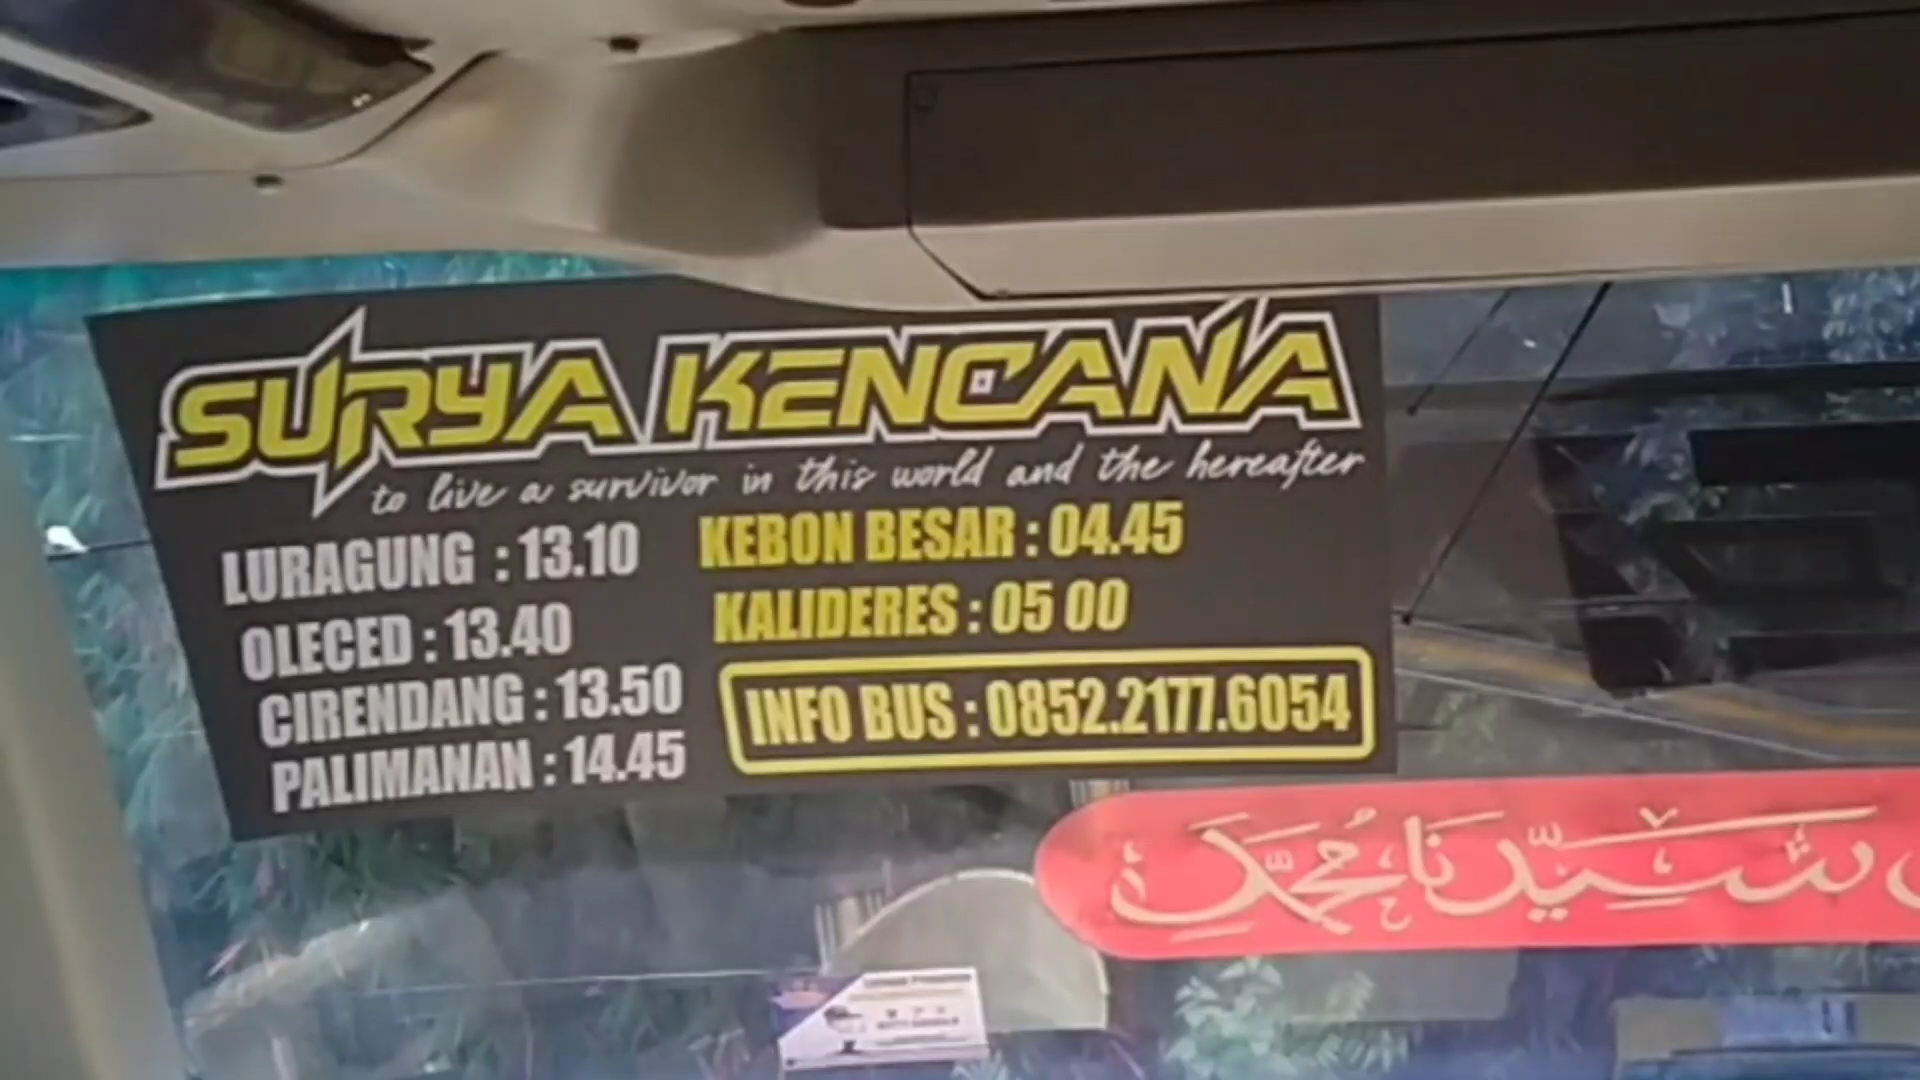 SURYA KENCANA
to live a survivor in this world and the hereafter
LURAGUNG : 13.10
OLECED : 13.40
CIRENDANG : 13.50
PALIMANAN : 14.45
KEBON BESAR : 04.45
KALIDERES : 05 00
INFO BUS : 0852.2177.6054
سَيِّدِنَا مُحَمَّد